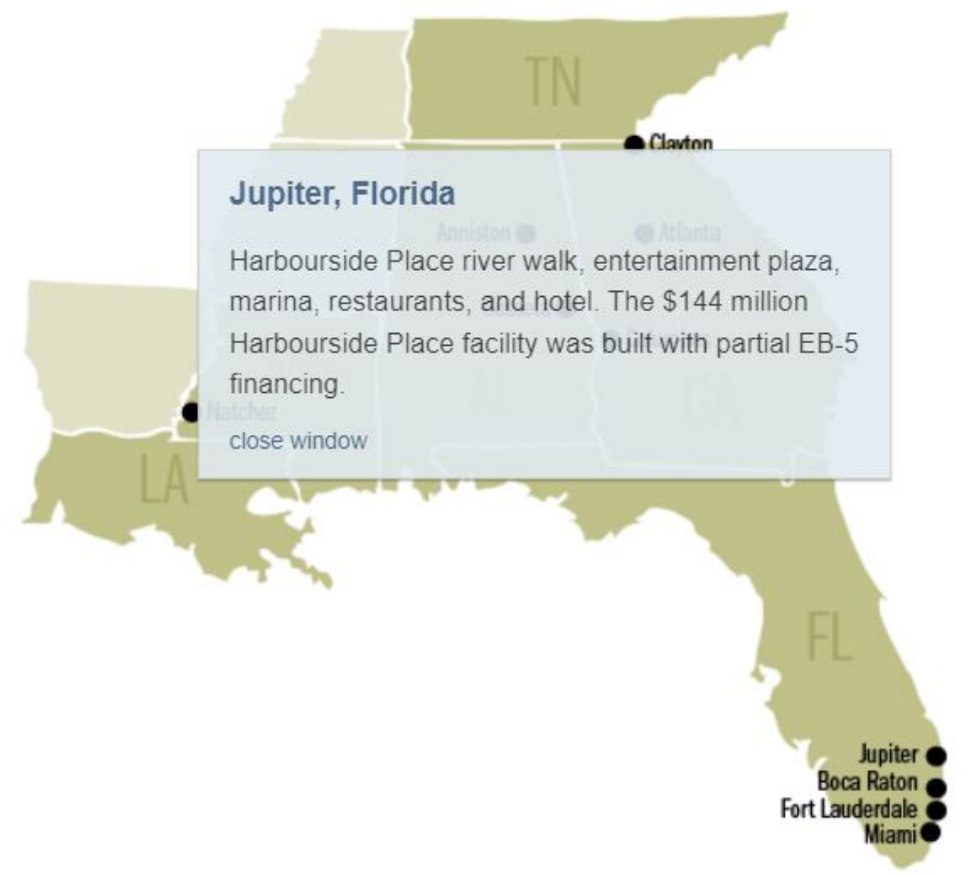 TN
Clayton
Jupiter, Florida
Anniston
Atlanta
Harbourside Place river walk, entertainment plaza,
marina, restaurants, and hotel. The $144 million
Harbourside Place facility was built with partial EB-5
financing.
AL
GA
Natchez
close window
LA
FL
Jupiter
Boca Raton
Fort Lauderdale
Miami